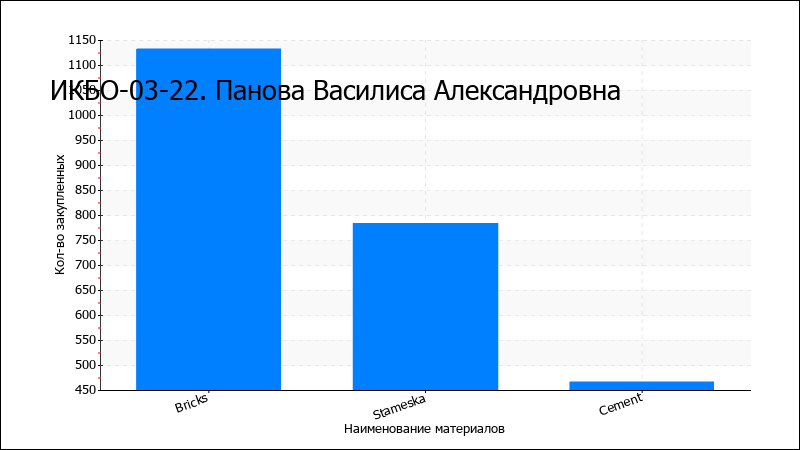 ИКБО-03-22. Панова Василиса Александровна
Кол-во закупленных
1150
1100
1050
1000
950
900
850
800
750
700
650
600
550
500
450
Bricks
Stameska
Cement
Наименование материалов